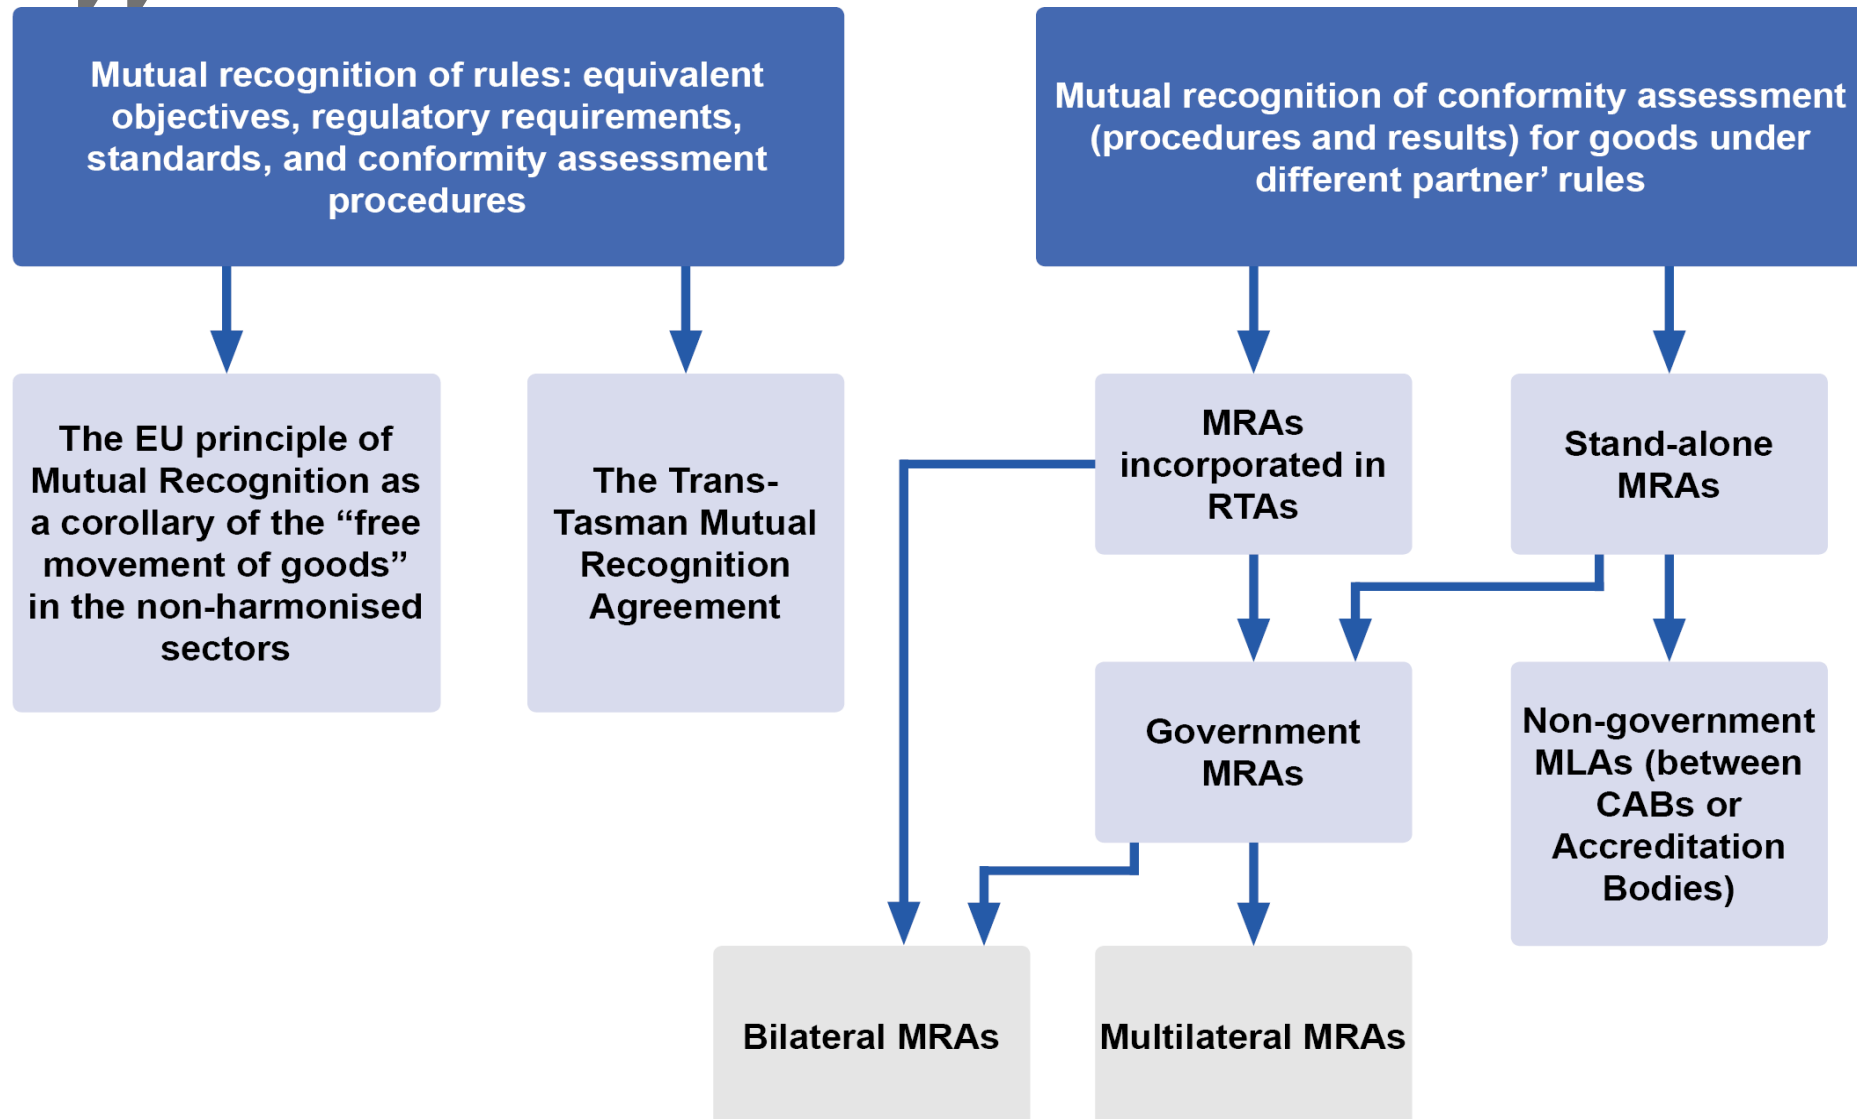 Mutual recognition of rules: equivalent
objectives, regulatory requirements,
standards, and conformity assessment
procedures
Mutual recognition of conformity assessment
(procedures and results) for goods under
different partner’ rules
The EU principle of
Mutual Recognition as
a corollary of the “free
movement of goods”
in the non-harmonised
sectors
The Trans-
Tasman Mutual
Recognition
Agreement
MRAs
incorporated in
RTAs
Stand-alone
MRAs
Government
MRAs
Non-government
MLAs (between
CABs or
Accreditation
Bodies)
Bilateral MRAs
Multilateral MRAs